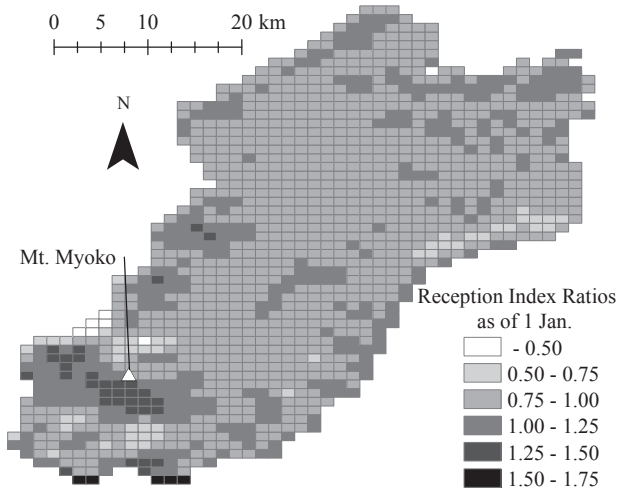 0 5 10 20 km
N
Mt. Myoko
Reception Index Ratios
as of 1 Jan.
- 0.50
0.50 - 0.75
0.75 - 1.00
1.00 - 1.25
1.25 - 1.50
1.50 - 1.75